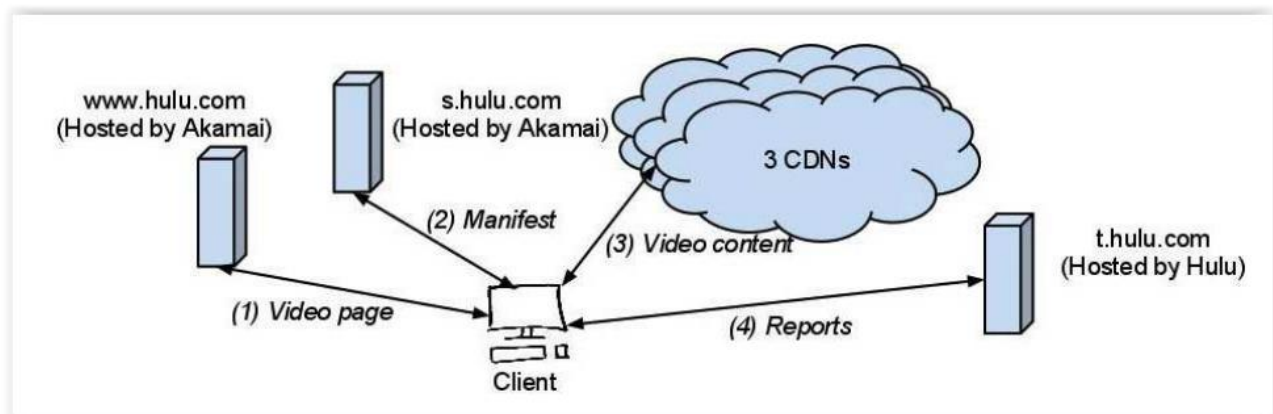 www.hulu.com
(Hosted by Akamai)
s.hulu.com
(Hosted by Akamai)
3 CDNs
(2) Manifest
(3) Video content
t.hulu.com
(Hosted by Hulu)
(1) Video page
(4) Reports
Client